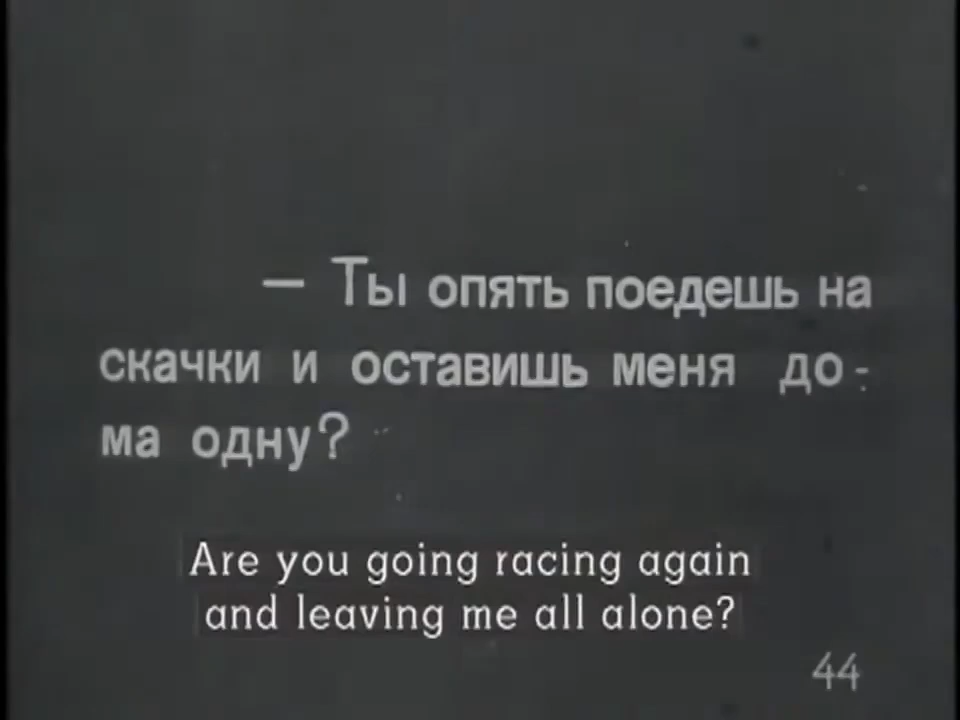 – Ты опять поедешь на
скачки и оставишь меня до-
ма одну?
Are you going racing again
and leaving me all alone?
44